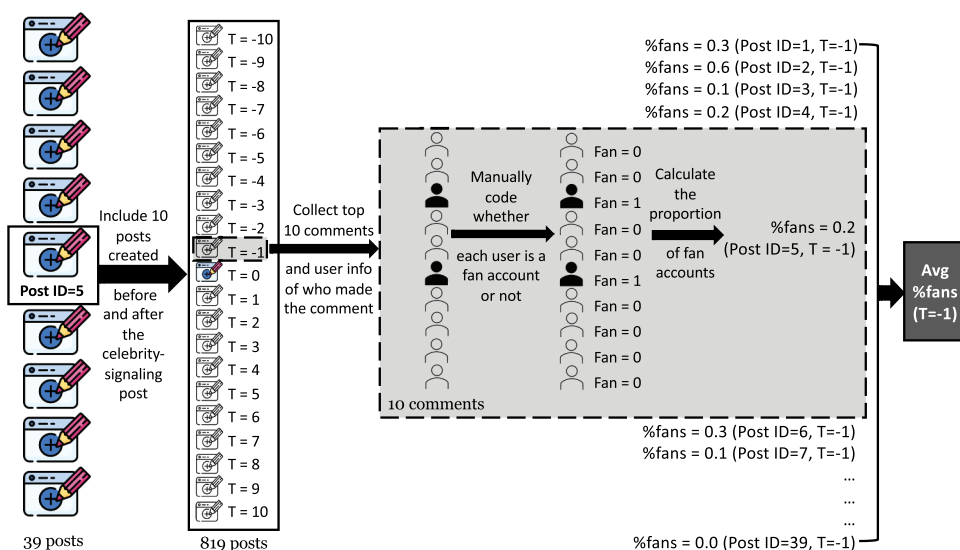 Post ID=5
39 posts
Include 10
posts
created
before
and after
the
celebrity-
signaling
post
T = -10
T = -9
T = -8
T = -7
T = -6
T = -5
T = -4
T = -3
T = -2
T = -1
T = 0
T = 1
T = 2
T = 3
T = 4
T = 5
T = 6
T = 7
T = 8
T = 9
T = 10
819 posts
Collect top
10 comments
and user info
of who made
the comment
Manually
code
whether
each user is a
fan account
or not
Fan = 0
Fan = 0
Fan = 1
Fan = 0
Fan = 0
Fan = 1
Fan = 0
Fan = 0
Fan = 0
Fan = 0
10 comments
Calculate
the
proportion
of fan
accounts
%fans = 0.3 (Post ID=1, T=-1)
%fans = 0.6 (Post ID=2, T=-1)
%fans = 0.1 (Post ID=3, T=-1)
%fans = 0.2 (Post ID=4, T=-1)
%fans = 0.2
(Post ID=5, T = -1)
%fans = 0.3 (Post ID=6, T=-1)
%fans = 0.1 (Post ID=7, T=-1)
...
...
...
%fans = 0.0 (Post ID=39, T=-1)
Avg
%fans
(T=-1)